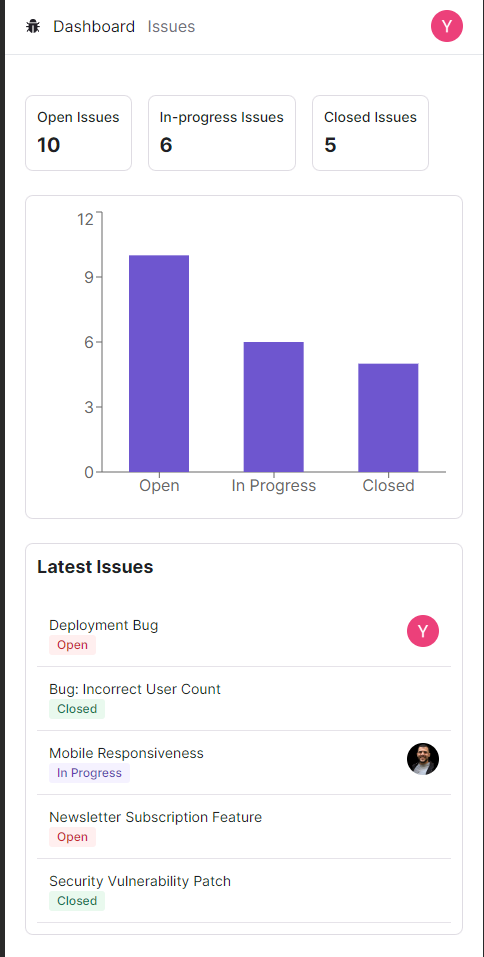 Dashboard Issues Y
Open Issues In-progress Issues Closed Issues
10 6 5
12
9
6
3
0
Open In Progress Closed
Latest Issues
Deployment Bug Y
Open
Bug: Incorrect User Count
Closed
Mobile Responsiveness
In Progress
Newsletter Subscription Feature
Open
Security Vulnerability Patch
Closed